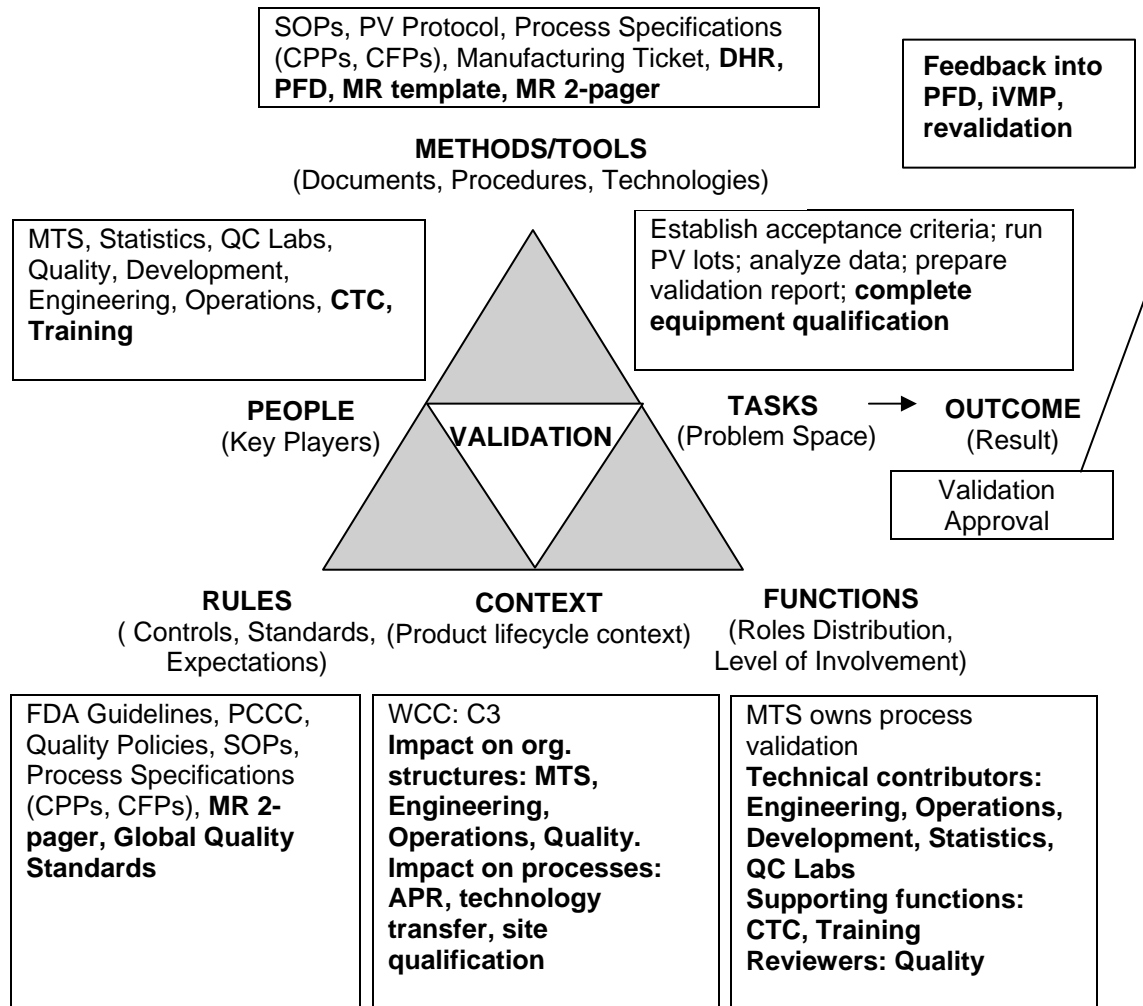 SOPs, PV Protocol, Process Specifications
(CPPs, CFPs), Manufacturing Ticket, DHR,
PFD, MR template, MR 2-pager
Feedback into
PFD, iVMP,
revalidation
METHODS/TOOLS
(Documents, Procedures, Technologies)
MTS, Statistics, QC Labs,
Quality, Development,
Engineering, Operations, CTC,
Training
Establish acceptance criteria; run
PV lots; analyze data; prepare
validation report; complete
equipment qualification
PEOPLE
(Key Players)
VALIDATION
TASKS
(Problem Space)
OUTCOME
(Result)
Validation
Approval
RULES
( Controls, Standards,
Expectations)
CONTEXT
(Product lifecycle context)
FUNCTIONS
(Roles Distribution,
Level of Involvement)
FDA Guidelines, PCCC,
Quality Policies, SOPs,
Process Specifications
(CPPs, CFPs), MR 2-
pager, Global Quality
Standards
WCC: C3
Impact on org.
structures: MTS,
Engineering,
Operations, Quality.
Impact on processes:
APR, technology
transfer, site
qualification
MTS owns process
validation
Technical contributors:
Engineering, Operations,
Development, Statistics,
QC Labs
Supporting functions:
CTC, Training
Reviewers: Quality